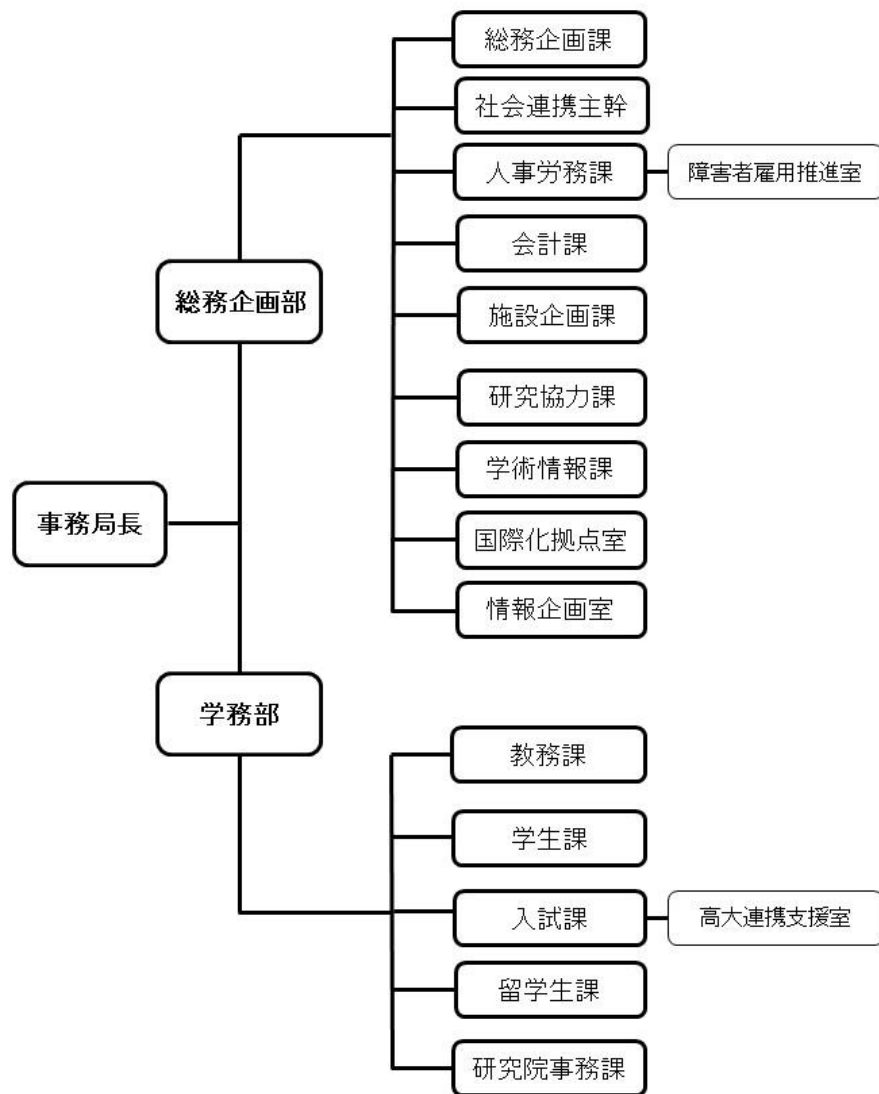 総務企画課
社会連携主幹
人事労務課
障害者雇用推進室
会計課
総務企画部
施設企画課
研究協力課
学術情報課
事務局長
国際化拠点室
情報企画室
学務部
教務課
学生課
入試課
高大連携支援室
留学生課
研究院事務課